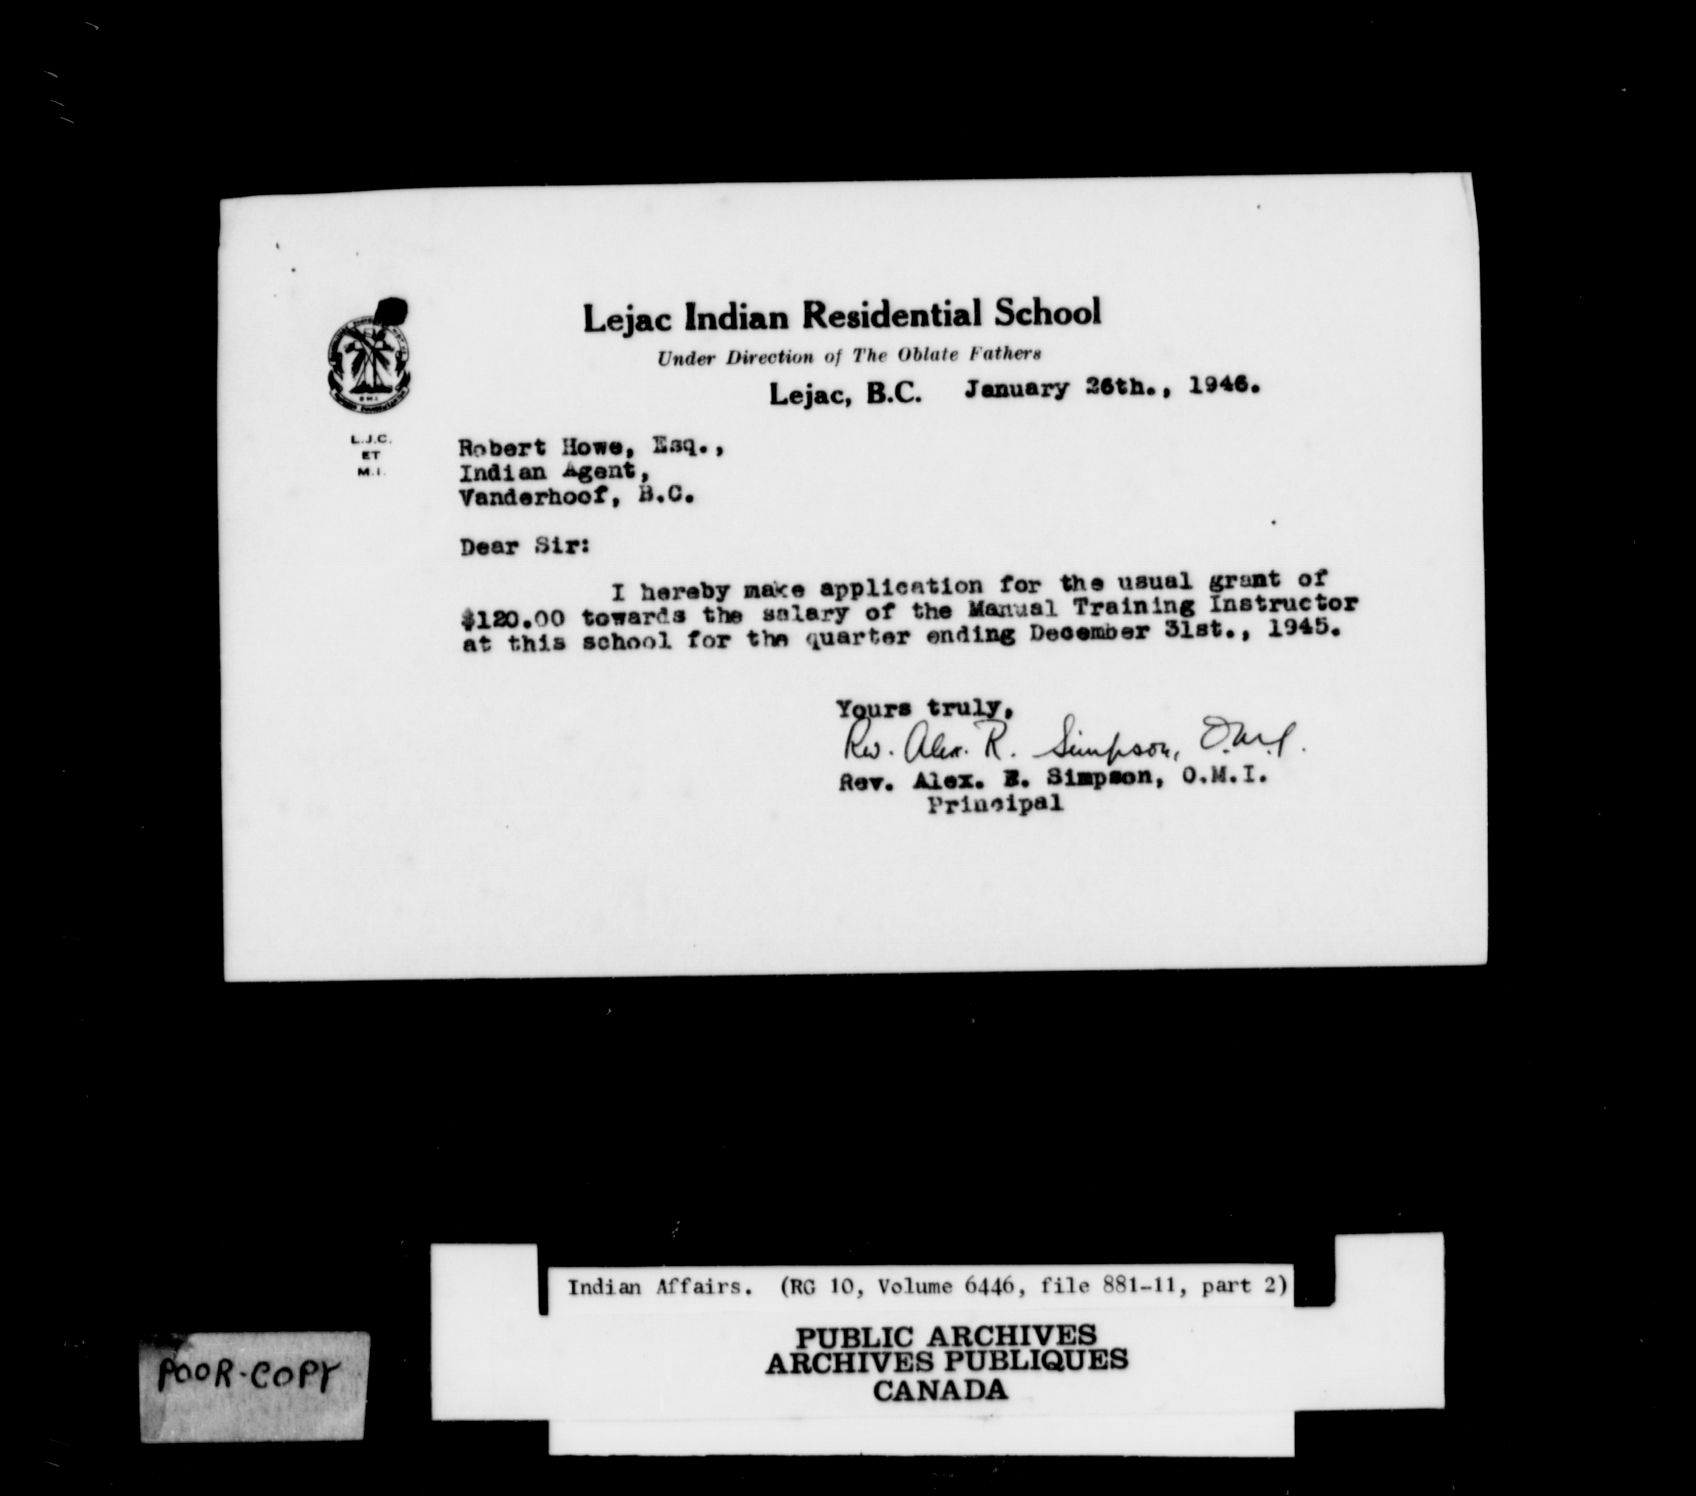 Lejac Indian Residential School
Under Direction of The Oblate Fathers
Lejac, B.C. January 26th., 1946.
L.J.C.
ET
M.I.
Robert Howe, Esq.,
Indian Agent,
Vanderhoof, B.C.
Dear Sir:
I hereby make application for the usual grant of
$120.00 towards the salary of the Manual Training Instructor
at this school for the quarter ending December 31st., 1945.
Yours truly,
Rev. Alex. R. Simpson, O.M.I.
Rev. Alex. R. Simpson, O.M.I.
Principal
Indian Affairs. (RG 10, Volume 6446, file 881-11, part 2)
PUBLIC ARCHIVES
ARCHIVES PUBLIQUES
CANADA
POOR-COPY